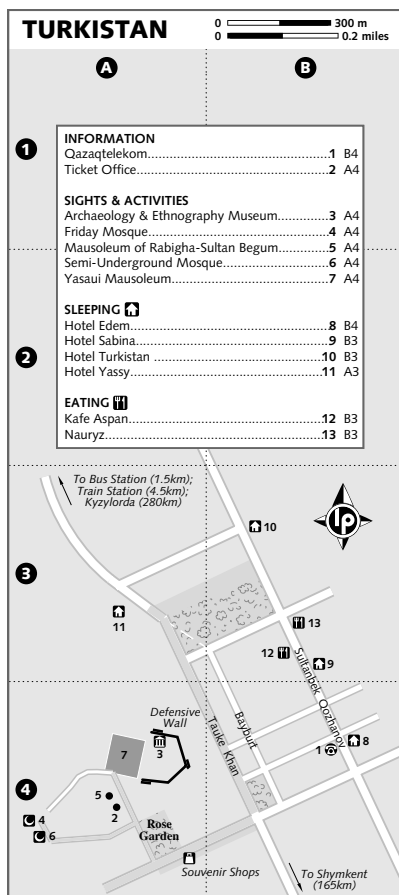 TURKISTAN
0 300 m
0 0.2 miles
A B
1
INFORMATION
Qazaqtelekom.................................1 B4
Ticket Office....................................2 A4
SIGHTS & ACTIVITIES
Archaeology & Ethnography Museum............3 A4
Friday Mosque.................................4 A4
Mausoleum of Rabigha-Sultan Begum.....5 A4
Semi-Underground Mosque......................6 A4
Yasaui Mausoleum.............................7 A4
SLEEPING
Hotel Edem....................................8 B4
Hotel Sabina..................................9 B3
Hotel Turkistan..............................10 B3
Hotel Yassy..................................11 A3
2
EATING
Kafe Aspan...................................12 B3
Nauryz.......................................13 B3
To Bus Station (1.5km);
Train Station (4.5km);
Kyzylorda (280km)
lp
10
3
11
13
12
9
Sultanbek Qozhanov
Defensive
Wall
Tauke Khan
Bayburt
7
3
1
8
4
5
2
4
6
Rose
Garden
Souvenir Shops
To Shymkent
(165km)